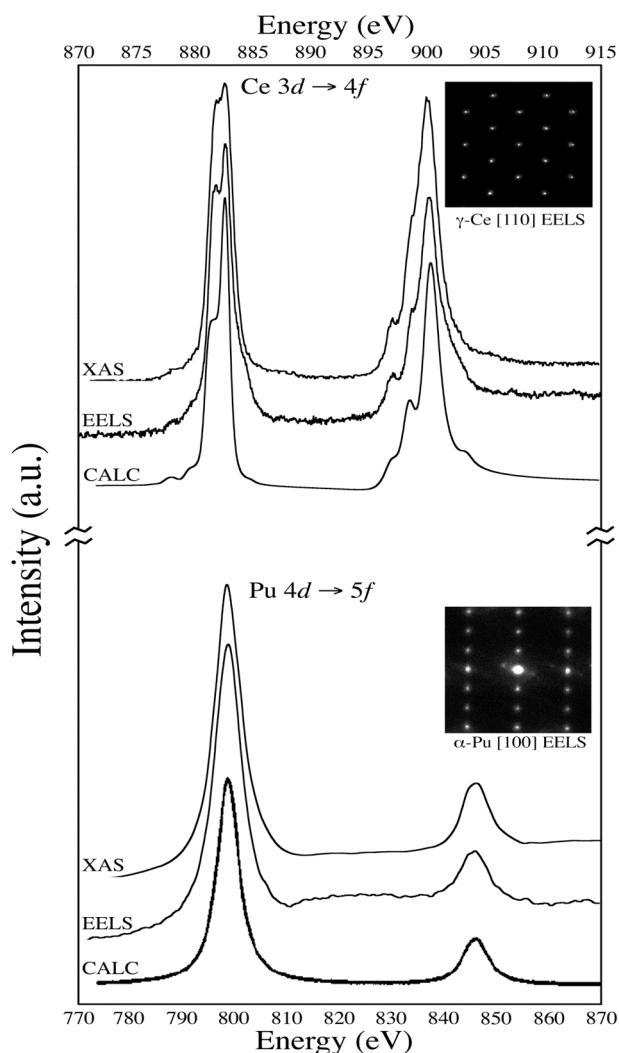 Energy (eV)
870 875 880 885 890 895 900 905 910 915
Ce 3d → 4f
γ-Ce [110] EELS
XAS
EELS
CALC
Intensity (a.u.)
Pu 4d → 5f
α-Pu [100] EELS
XAS
EELS
CALC
770 780 790 800 810 820 830 840 850 860 870
Energy (eV)